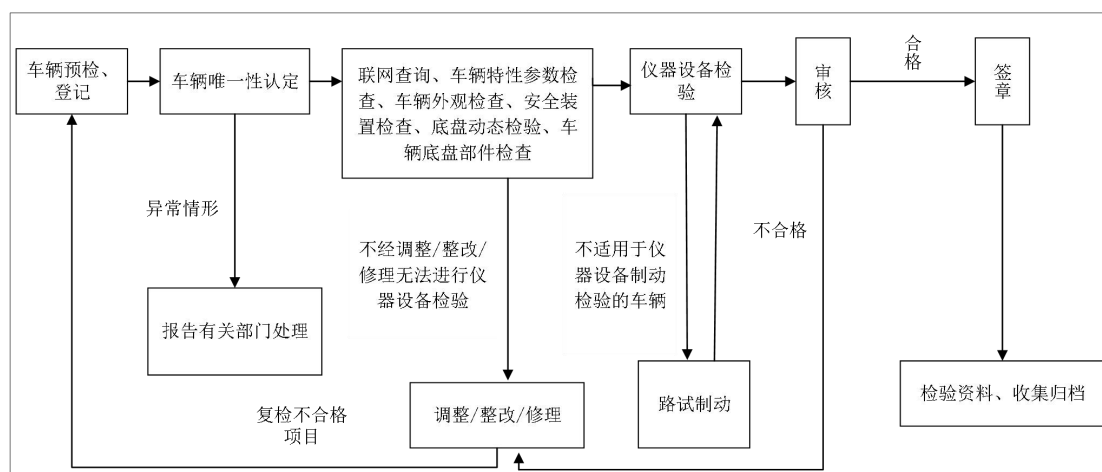 车辆预检、
登记
车辆唯一性认定
联网查询、车辆特性参数检
查、车辆外观检查、安全装
置检查、底盘动态检验、车
辆底盘部件检查
仪器设备检
验
审
核
合
格
签
章
异常情形
不经调整/整改/
修理无法进行仪
器设备检验
不适用于仪
器设备制动
检验的车辆
不合格
报告有关部门处理
复检不合格
项目
调整/整改/修理
路试制动
检验资料、收集归档